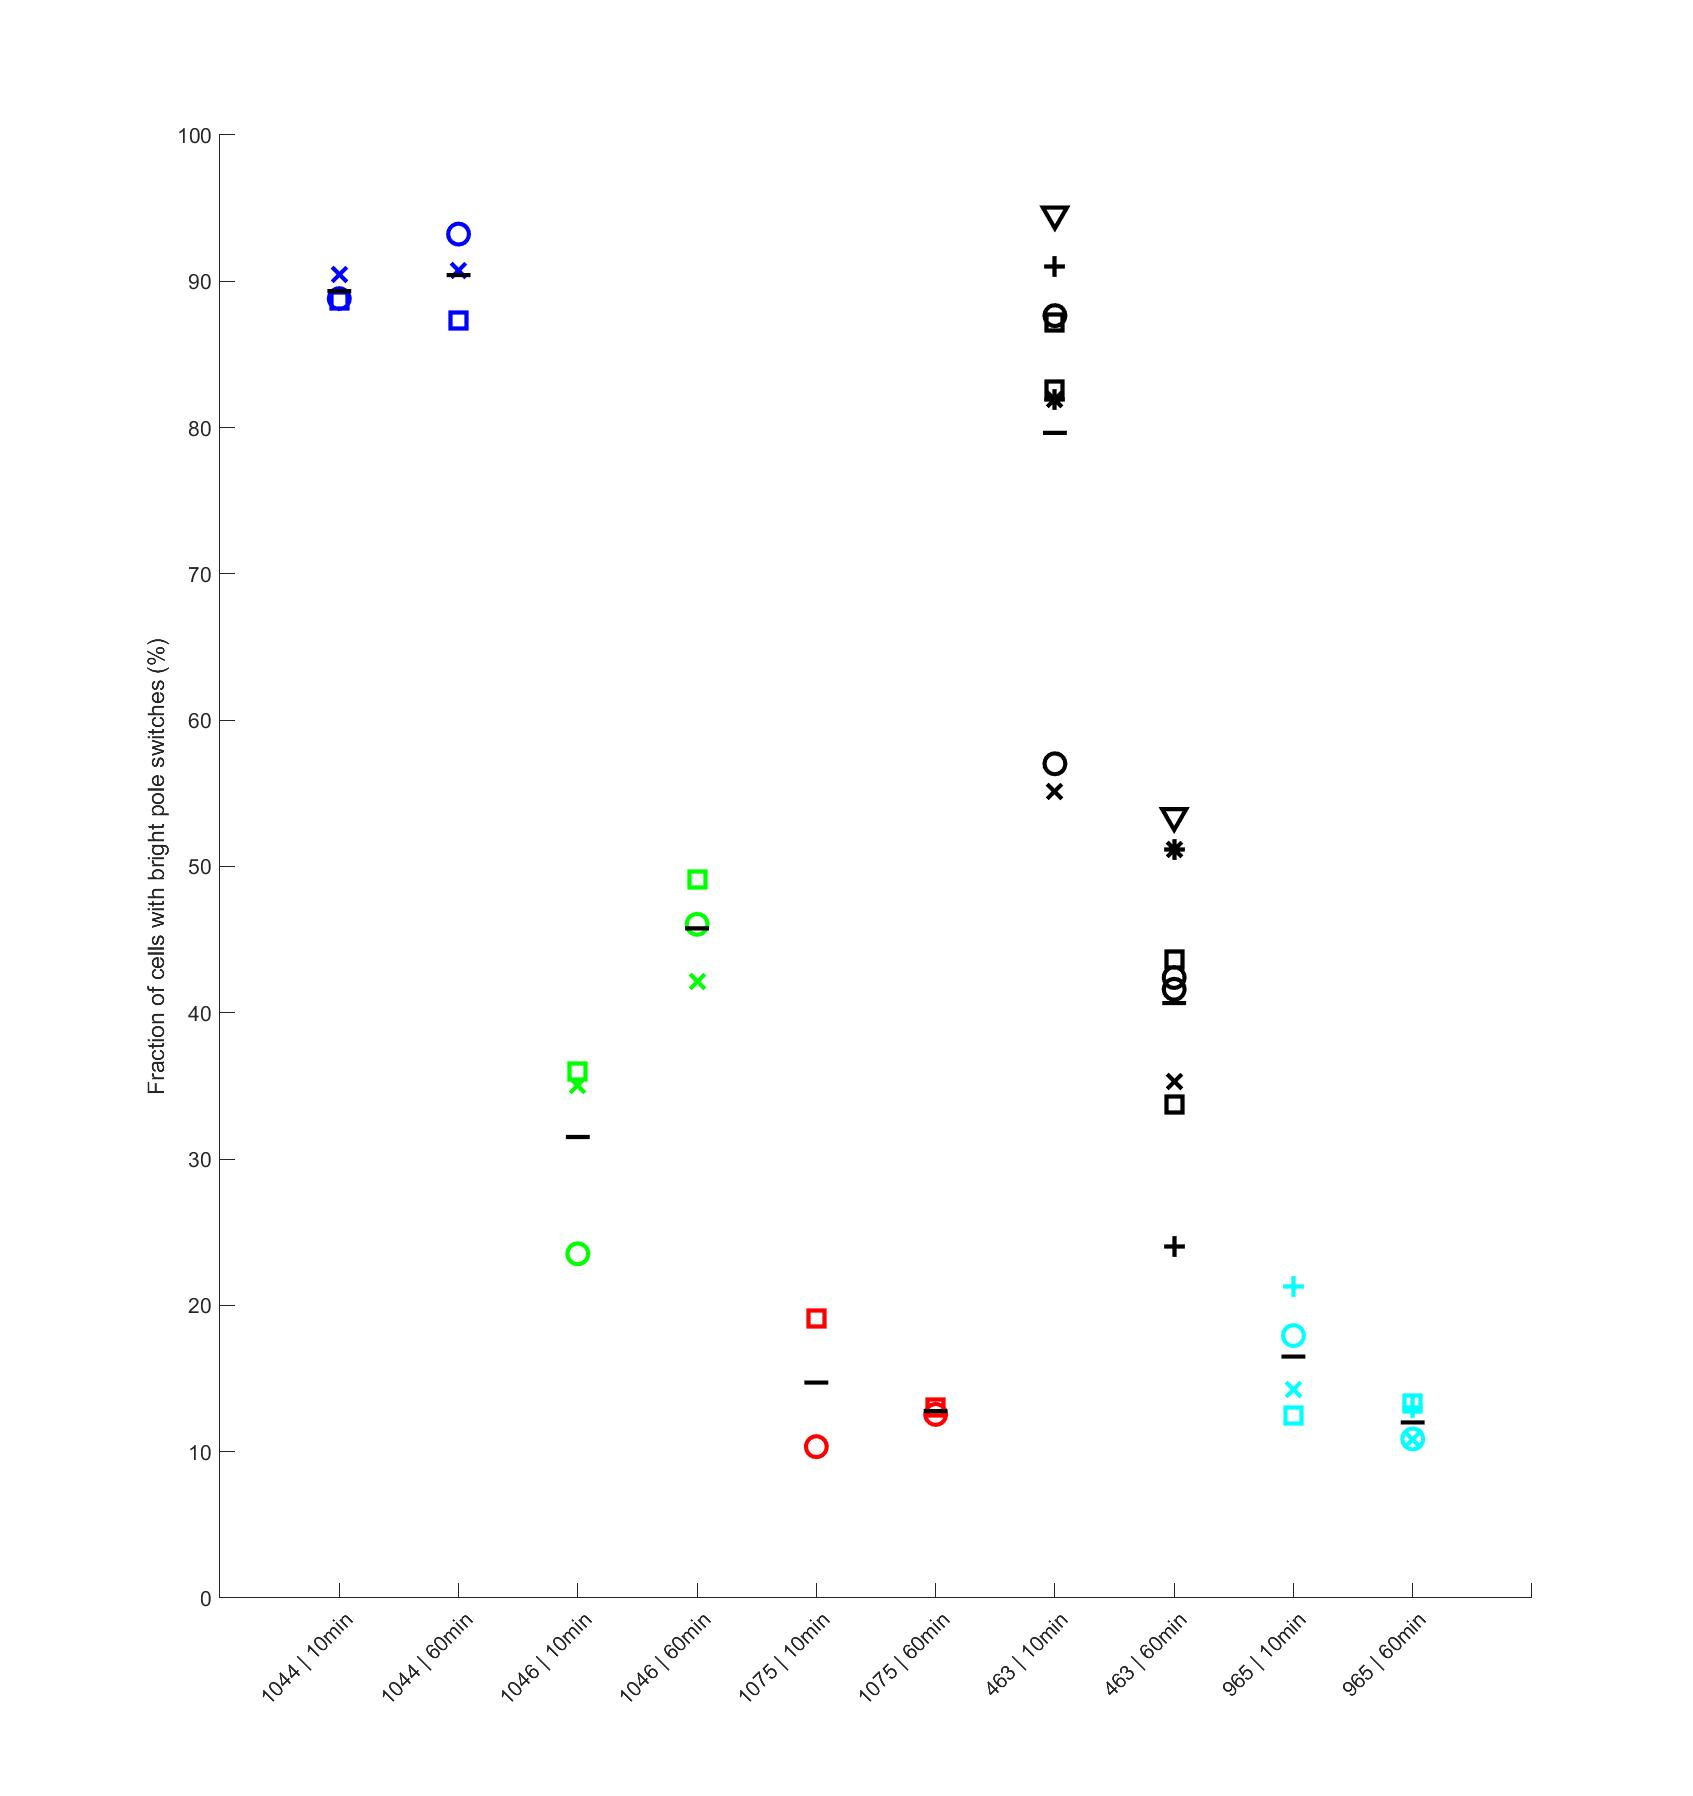 100
90
80
70
60
50
40
30
20
10
0
Fraction of cells with bright pole switches (%)
1044 | 10min
1044 | 60min
1046 | 10min
1046 | 60min
1075 | 10min
1075 | 60min
463 | 10min
463 | 60min
965 | 10min
965 | 60min